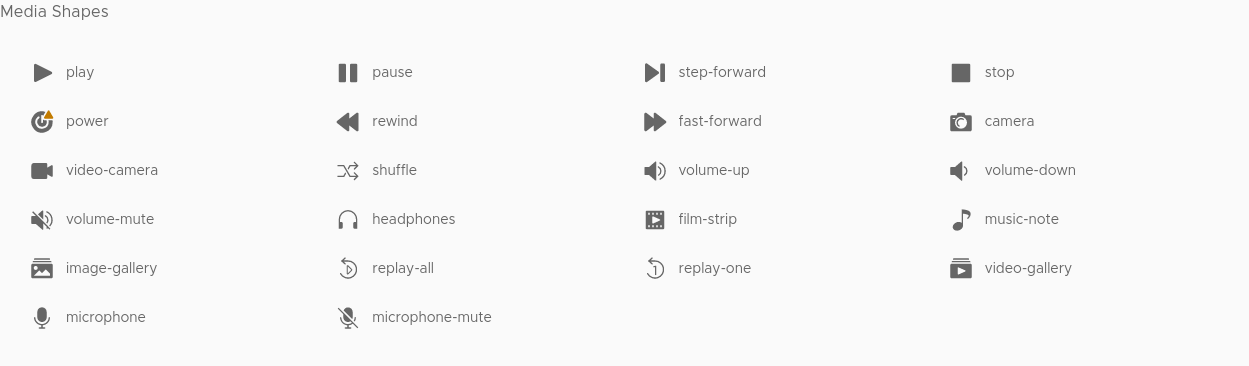 Media Shapes
play
pause
step-forward
stop
power
rewind
fast-forward
camera
video-camera
shuffle
volume-up
volume-down
volume-mute
headphones
film-strip
music-note
image-gallery
replay-all
replay-one
video-gallery
microphone
microphone-mute